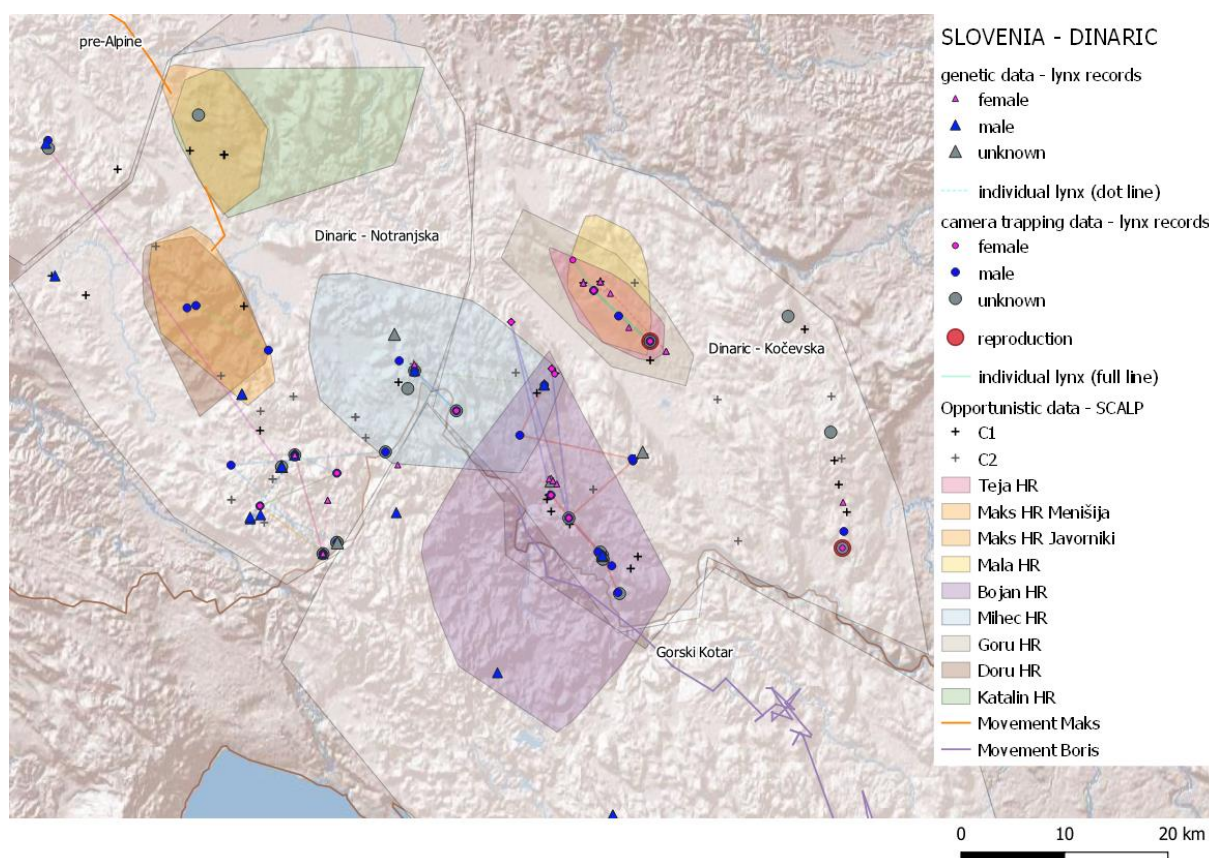 pre-Alpine
Dinaric - Notranjska
Dinaric - Kočevska
Gorski Kotar
SLOVENIA - DINARIC
genetic data - lynx records
female
male
unknown
individual lynx (dot line)
camera trapping data - lynx records
female
male
unknown
reproduction
individual lynx (full line)
Opportunistic data - SCALP
C1
C2
Teja HR
Maks HR Menišija
Maks HR Javorniki
Mala HR
Bojan HR
Mihec HR
Goru HR
Doru HR
Katalin HR
Movement Maks
Movement Boris
0 10 20 km